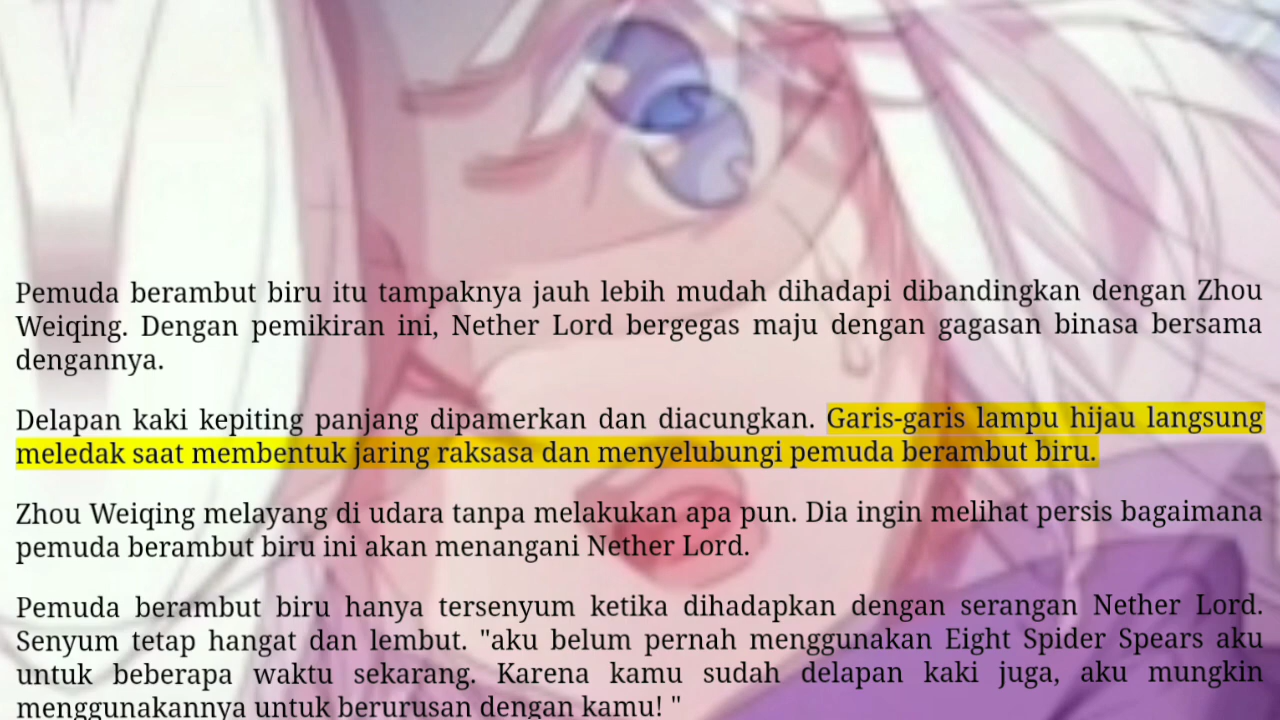 Pemuda berambut biru itu tampaknya jauh lebih mudah dihadapi dibandingkan dengan Zhou
Weiqing. Dengan pemikiran ini, Nether Lord bergegas maju dengan gagasan binasa bersama
dengannya.
Delapan kaki kepiting panjang dipamerkan dan diacungkan. Garis-garis lampu hijau langsung
meledak saat membentuk jaring raksasa dan menyelubungi pemuda berambut biru.
Zhou Weiqing melayang di udara tanpa melakukan apa pun. Dia ingin melihat persis bagaimana
pemuda berambut biru ini akan menangani Nether Lord.
Pemuda berambut biru hanya tersenyum ketika dihadapkan dengan serangan Nether Lord.
Senyum tetap hangat dan lembut. "aku belum pernah menggunakan Eight Spider Spears aku
untuk beberapa waktu sekarang. Karena kamu sudah delapan kaki juga, aku mungkin
menggunakannya untuk berurusan dengan kamu! "